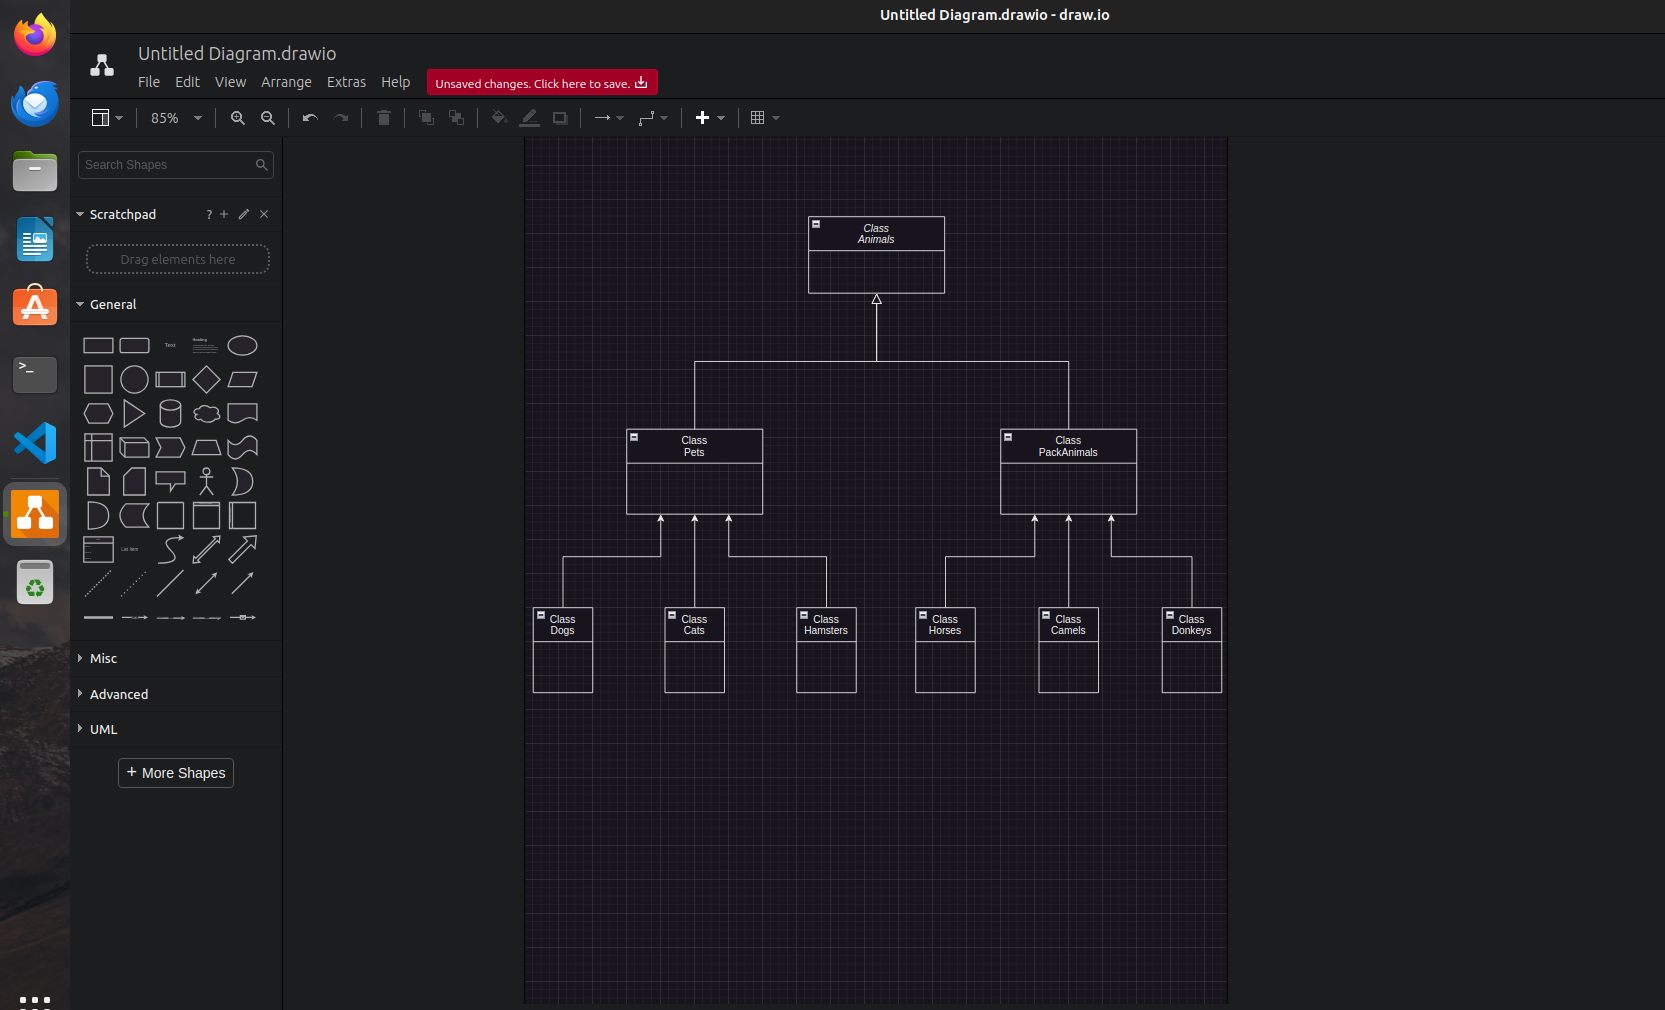 Untitled Diagram.drawio - draw.io
Untitled Diagram.drawio
File Edit View Arrange Extras Help
Unsaved changes. Click here to save.
85%
Search Shapes
Scratchpad
?
Drag elements here
General
Text
Heading
List Item
Misc
Advanced
UML
+ More Shapes
>_
Class
Animals
Class
Pets
Class
PackAnimals
Class
Dogs
Class
Cats
Class
Hamsters
Class
Horses
Class
Camels
Class
Donkeys